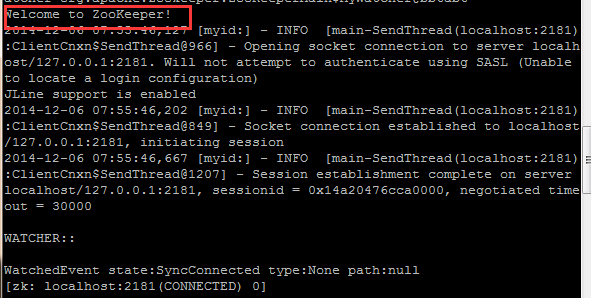 Welcome to ZooKeeper!
2014-12-06 07:55:46,127 [myid:] - INFO  [main-SendThread(localhost:2181)
:ClientCnxn$SendThread@966] - Opening socket connection to server localh
ost/127.0.0.1:2181. Will not attempt to authenticate using SASL (Unable
to locate a login configuration)
JLine support is enabled
2014-12-06 07:55:46,202 [myid:] - INFO  [main-SendThread(localhost:2181)
:ClientCnxn$SendThread@849] - Socket connection established to localhost
/127.0.0.1:2181, initiating session
2014-12-06 07:55:46,667 [myid:] - INFO  [main-SendThread(localhost:2181)
:ClientCnxn$SendThread@1207] - Session establishment complete on server
localhost/127.0.0.1:2181, sessionid = 0x14a20476cca0000, negotiated time
out = 30000
WATCHER::
WatchedEvent state:SyncConnected type:None path:null
[zk: localhost:2181(CONNECTED) 0]